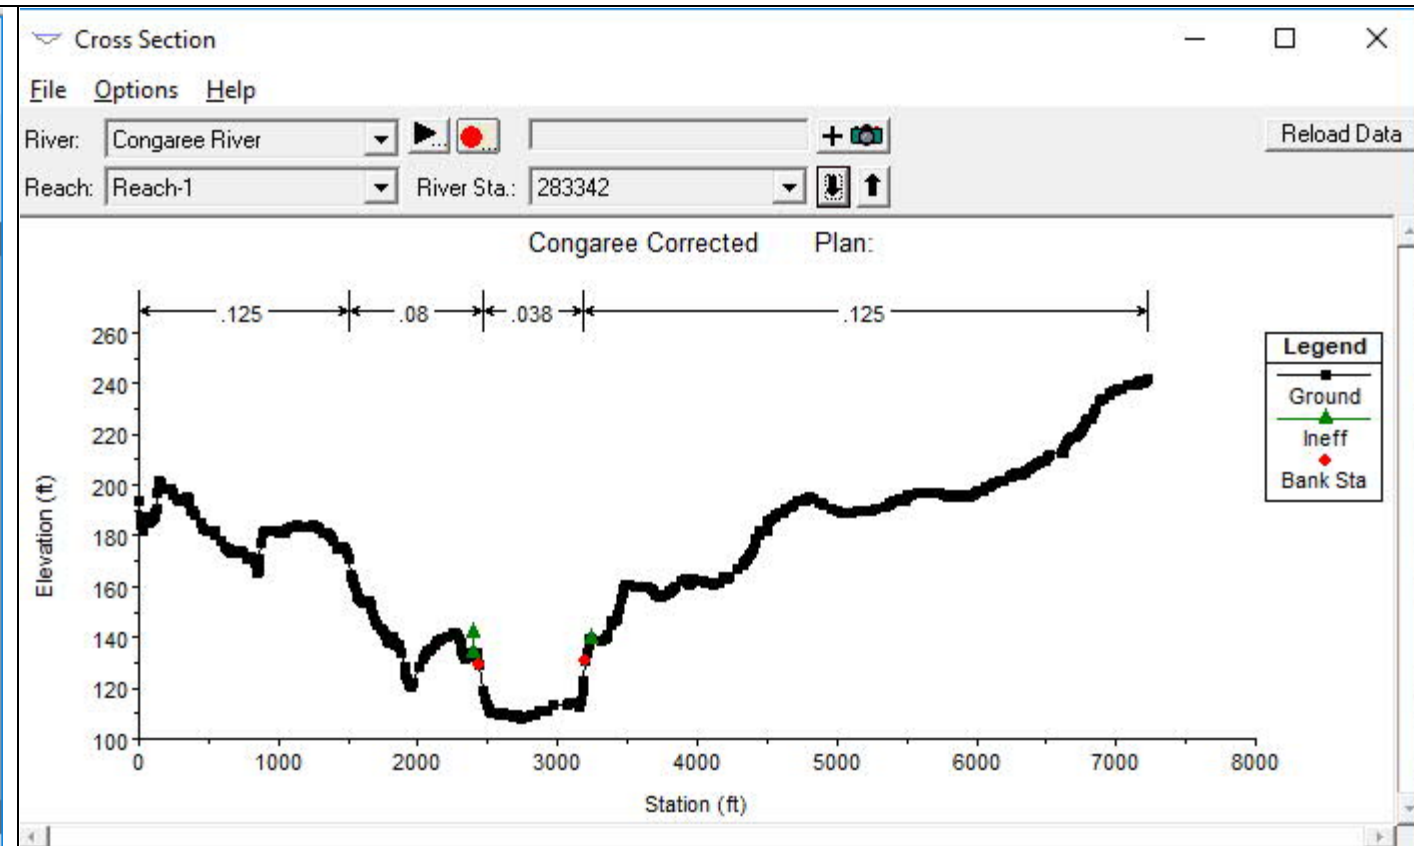 Cross Section
File Options Help
River: Congaree River ... ... + Reload Data
Reach: Reach-1 River Sta.: 283342
Congaree Corrected Plan:
.125 .08 .038 .125
260
240
220
200
180
160
140
120
100
Elevation (ft)
0 1000 2000 3000 4000 5000 6000 7000 8000
Station (ft)
Legend
Ground
Ineff
Bank Sta